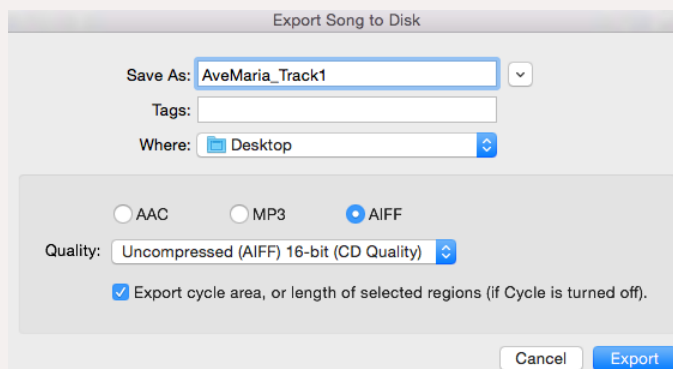 Export Song to Disk
Save As: AveMaria_Track1
Tags:
Where: Desktop
AAC MP3 AIFF
Quality: Uncompressed (AIFF) 16-bit (CD Quality)
Export cycle area, or length of selected regions (if Cycle is turned off).
Cancel Export